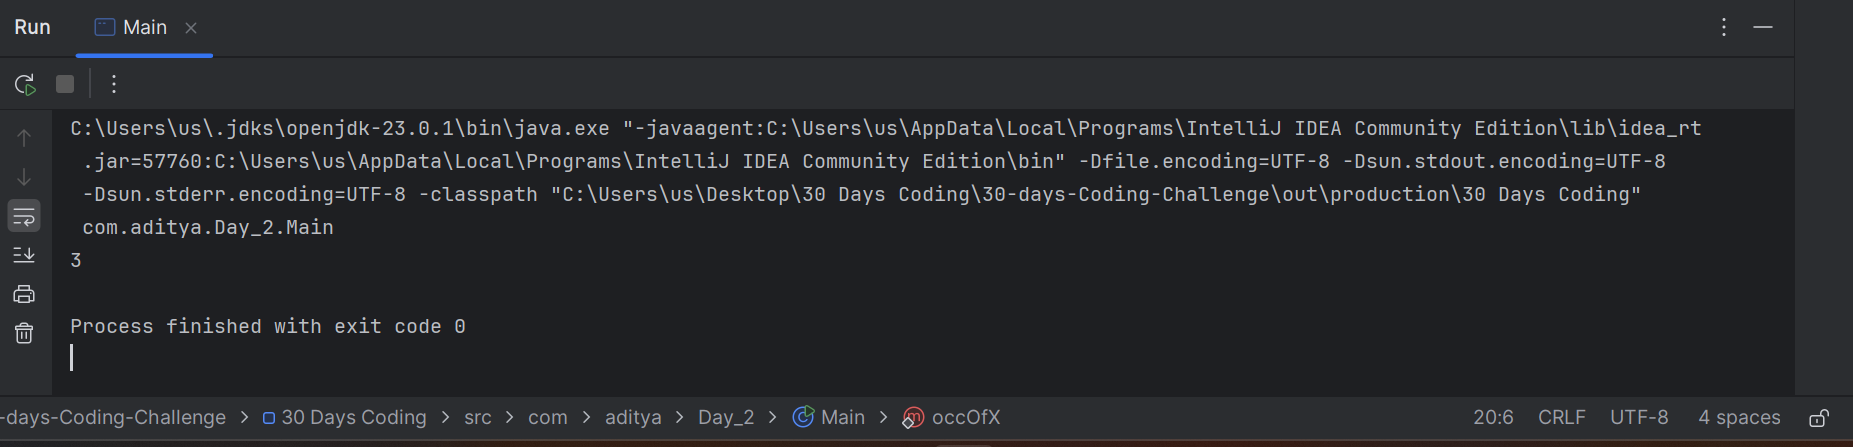 Run Main
C:\Users\us\.jdks\openjdk-23.0.1\bin\java.exe "-javaagent:C:\Users\us\AppData\Local\Programs\IntelliJ IDEA Community Edition\lib\idea_rt
.jar=57760:C:\Users\us\AppData\Local\Programs\IntelliJ IDEA Community Edition\bin" -Dfile.encoding=UTF-8 -Dsun.stdout.encoding=UTF-8
-Dsun.stderr.encoding=UTF-8 -classpath "C:\Users\us\Desktop\30 Days Coding\30-days-Coding-Challenge\out\production\30 Days Coding"
com.aditya.Day_2.Main
3
Process finished with exit code 0
-days-Coding-Challenge > 30 Days Coding > src > com > aditya > Day_2 > Main > m occOfX 20:6 CRLF UTF-8 4 spaces